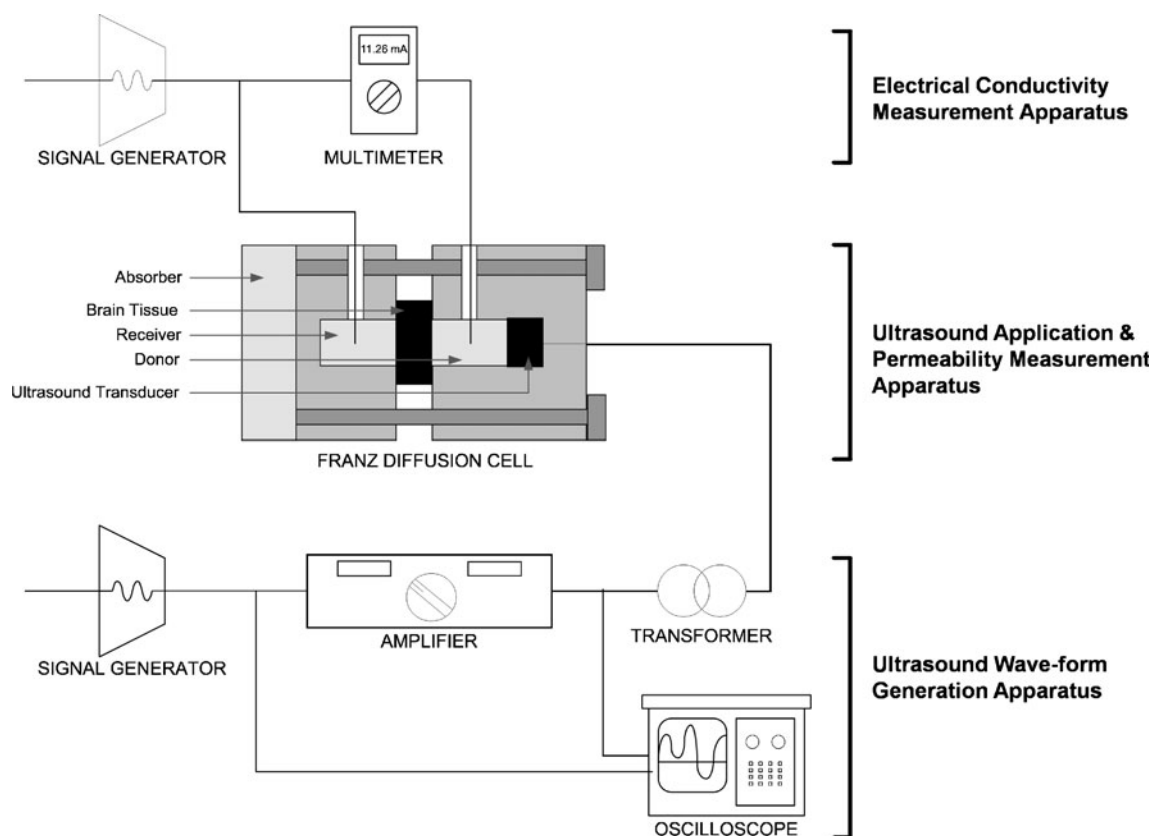 11.26 mA
SIGNAL GENERATOR
MULTIMETER
Electrical Conductivity
Measurement Apparatus
Absorber
Brain Tissue
Receiver
Donor
Ultrasound Transducer
FRANZ DIFFUSION CELL
Ultrasound Application &
Permeability Measurement
Apparatus
SIGNAL GENERATOR
AMPLIFIER
TRANSFORMER
OSCILLOSCOPE
Ultrasound Wave-form
Generation Apparatus